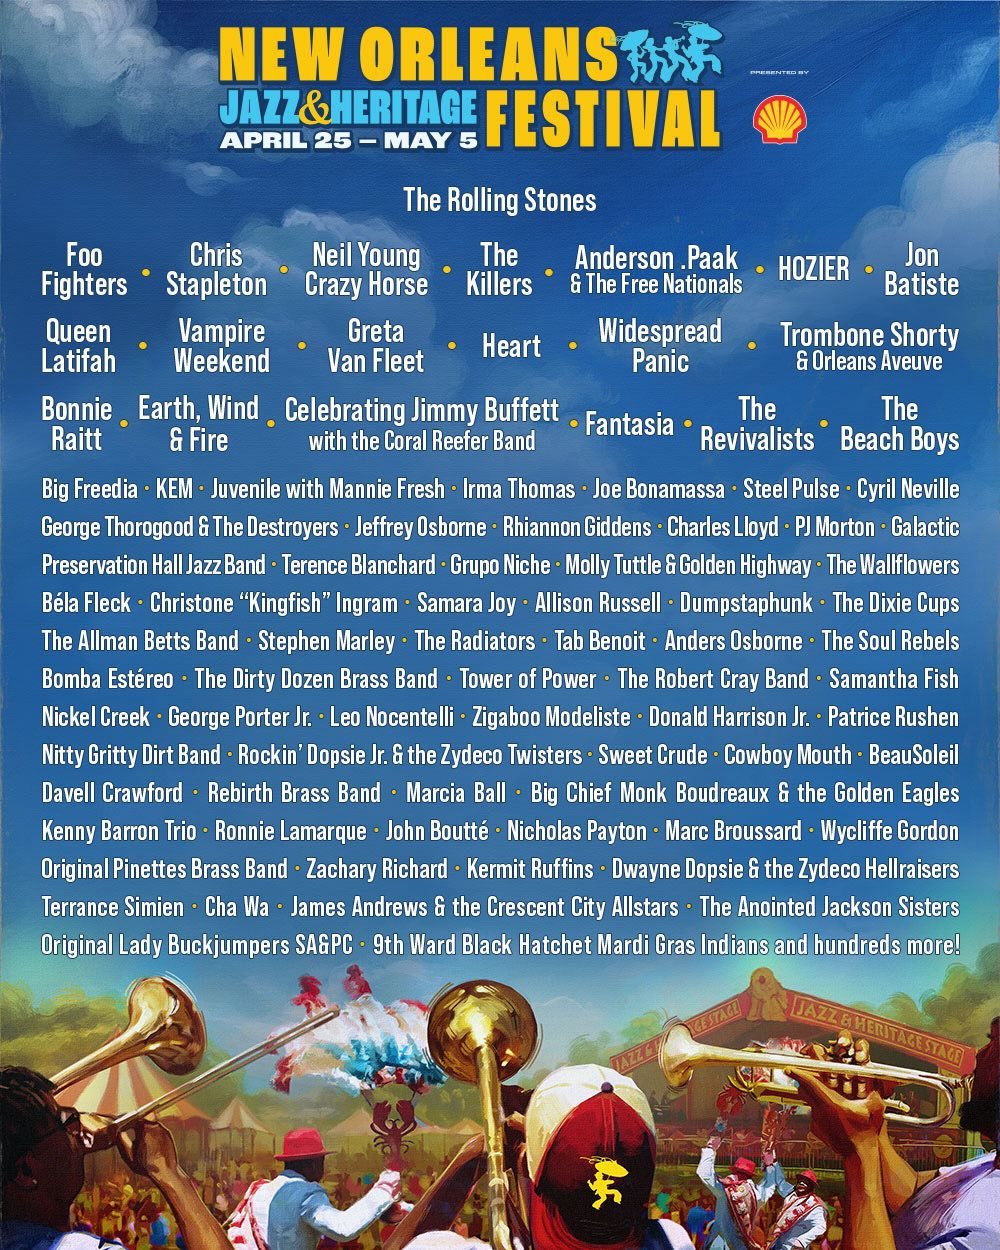 NEW ORLEANS
JAZZ & HERITAGE
FESTIVAL
APRIL 25 – MAY 5
PRESENTED BY
The Rolling Stones
Foo Fighters • Chris Stapleton • Neil Young Crazy Horse • The Killers • Anderson .Paak & The Free Nationals • HOZIER • Jon Batiste
Queen Latifah • Vampire Weekend • Greta Van Fleet • Heart • Widespread Panic • Trombone Shorty & Orleans Aveuve
Bonnie Raitt • Earth, Wind & Fire • Celebrating Jimmy Buffett with the Coral Reefer Band • Fantasia • The Revivalists • The Beach Boys
Big Freedia • KEM • Juvenile with Mannie Fresh • Irma Thomas • Joe Bonamassa • Steel Pulse • Cyril Neville
George Thorogood & The Destroyers • Jeffrey Osborne • Rhiannon Giddens • Charles Lloyd • PJ Morton • Galactic
Preservation Hall Jazz Band • Terence Blanchard • Grupo Niche • Molly Tuttle & Golden Highway • The Wallflowers
Béla Fleck • Christone “Kingfish” Ingram • Samara Joy • Allison Russell • Dumpstaphunk • The Dixie Cups
The Allman Betts Band • Stephen Marley • The Radiators • Tab Benoit • Anders Osborne • The Soul Rebels
Bomba Estéreo • The Dirty Dozen Brass Band • Tower of Power • The Robert Cray Band • Samantha Fish
Nickel Creek • George Porter Jr. • Leo Nocentelli • Zigaboo Modeliste • Donald Harrison Jr. • Patrice Rushen
Nitty Gritty Dirt Band • Rockin’ Dopsie Jr. & the Zydeco Twisters • Sweet Crude • Cowboy Mouth • BeauSoleil
Davell Crawford • Rebirth Brass Band • Marcia Ball • Big Chief Monk Boudreaux & the Golden Eagles
Kenny Barron Trio • Ronnie Lamarque • John Boutté • Nicholas Payton • Marc Broussard • Wycliffe Gordon
Original Pinettes Brass Band • Zachary Richard • Kermit Ruffins • Dwayne Dopsie & the Zydeco Hellraisers
Terrance Simien • Cha Wa • James Andrews & the Crescent City Allstars • The Anointed Jackson Sisters
Original Lady Buckjumpers SA&PC • 9th Ward Black Hatchet Mardi Gras Indians and hundreds more!
GE STAGE
JAZZ & HERITAGE STAGE
JAZZ & H